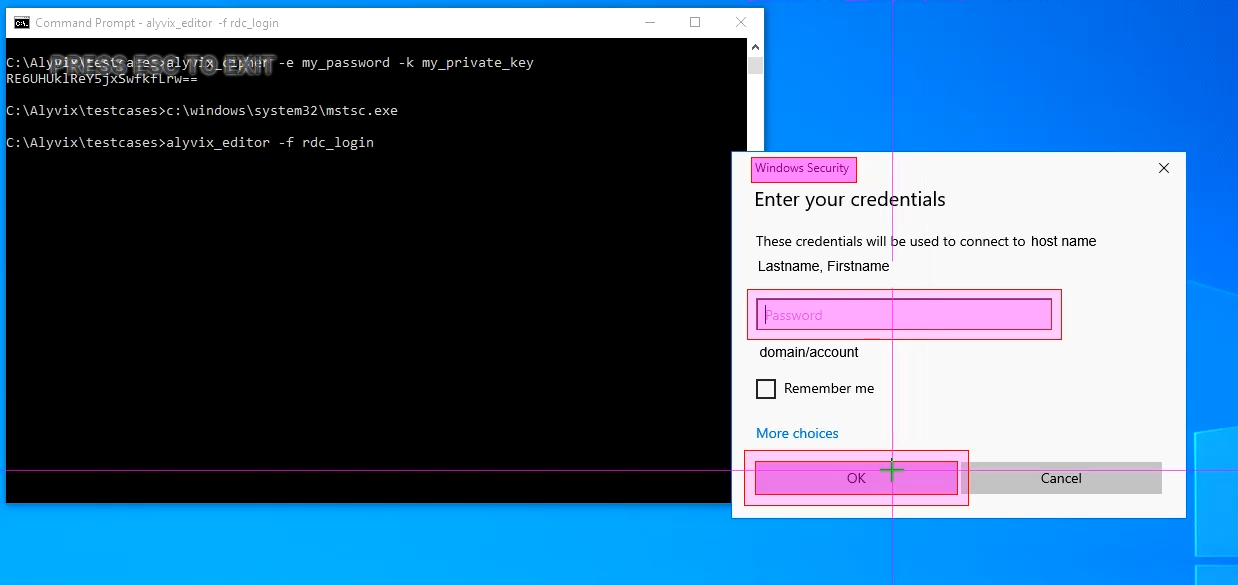 Command Prompt - alyvix_editor -f rdc_login
C:\Alyvix\testcases>alyvix_cipher -e my_password -k my_private_key
PRESS ESC TO EXIT
RE6UHUklReY5jxSwfkfLrw==
C:\Alyvix\testcases>c:\windows\system32\mstsc.exe
C:\Alyvix\testcases>alyvix_editor -f rdc_login
Windows Security
Enter your credentials
These credentials will be used to connect to host name
Lastname, Firstname
Password
domain/account
Remember me
More choices
OK Cancel